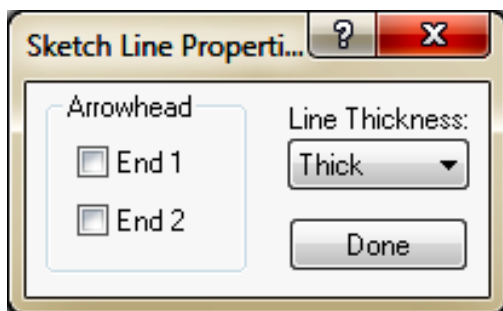 Sketch Line Properti...
Arrowhead
End 1
End 2
Line Thickness:
Thick
Done